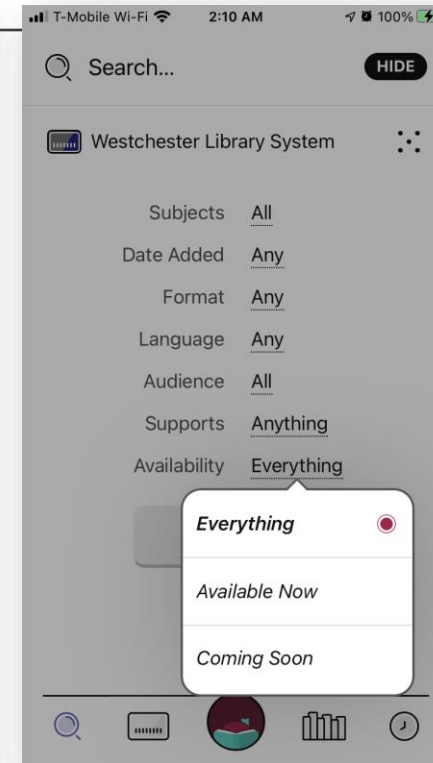 T-Mobile Wi-Fi 2:10 AM 100%
Search... HIDE
Westchester Library System
Subjects All
Date Added Any
Format Any
Language Any
Audience All
Supports Anything
Availability Everything
Everything
Available Now
Coming Soon